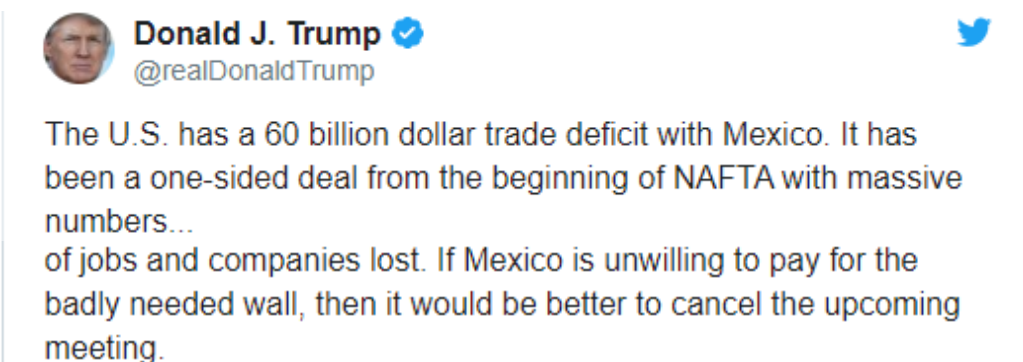 Donald J. Trump
@realDonaldTrump
The U.S. has a 60 billion dollar trade deficit with Mexico. It has
been a one-sided deal from the beginning of NAFTA with massive
numbers...
of jobs and companies lost. If Mexico is unwilling to pay for the
badly needed wall, then it would be better to cancel the upcoming
meeting.